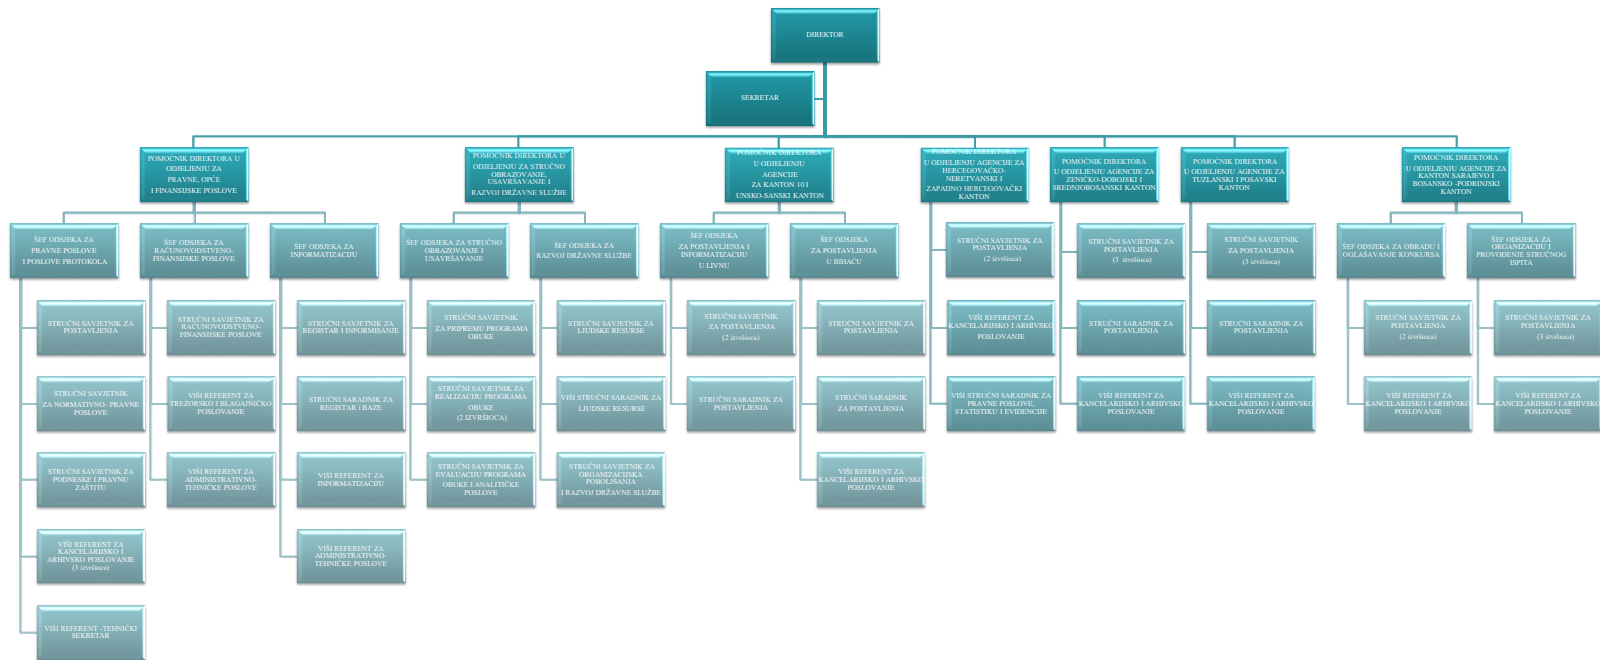 DIREKTOR
SEKRETAR
POMOĆNIK DIREKTORA U
ODJELJENJU ZA
PRAVNE, OPĆE
I FINANSIJSKE POSLOVE
POMOĆNIK DIREKTORA U
ODJELJENJU ZA STRUČNO
OBRAZOVANJE,
USAVRŠAVANJE I
RAZVOJ DRŽAVNE SLUŽBE
POMOĆNIK DIREKTORA
U ODJELJENJU
AGENCIJE
ZA KANTON 10 I
UNSKO-SANSKI KANTON
POMOĆNIK DIREKTORA
U ODJELJENJU AGENCIJE ZA
HERCEGOVAČKO-
NERETVANSKI I
ZAPADNO HERCEGOVAČKI
KANTON
POMOĆNIK DIREKTORA
U ODJELJENJU AGENCIJE ZA
ZENIČKO-DOBOJSKI I
SREDNJOBOSANSKI KANTON
POMOĆNIK DIREKTORA
U ODJELJENJU AGENCIJE ZA
TUZLANSKI I POSAVSKI
KANTON
POMOĆNIK DIREKTORA
U ODJELJENJU AGENCIJE ZA
KANTON SARAJEVO I
BOSANSKO -PODRINJSKI
KANTON
ŠEF ODSJEKA ZA
PRAVNE POSLOVE
I POSLOVE PROTOKOLA
ŠEF ODSJEKA ZA
RAČUNOVODSTVENO-
FINANSIJSKE POSLOVE
ŠEF ODSJEKA ZA
INFORMATIZACIJU
ŠEF ODSJEKA ZA STRUČNO
OBRAZOVANJE I
USAVRŠAVANJE
ŠEF ODSJEKA ZA
RAZVOJ DRŽAVNE SLUŽBE
ŠEF ODSJEKA
ZA POSTAVLJENJA I
INFORMATIZACIJU
U LIVNU
ŠEF ODSJEKA
ZA POSTAVLJENJA
U BIHAĆU
STRUČNI SAVJETNIK ZA
POSTAVLJENJA
(2 izvršioca)
STRUČNI SAVJETNIK ZA
POSTAVLJENJA
(3 izvršioca)
STRUČNI SAVJETNIK
ZA POSTAVLJENJA
(3 izvršioca)
ŠEF ODSJEKA ZA OBRADU I
OGLAŠAVANJE KONKURSA
ŠEF ODSJEKA ZA
ORGANIZACIJU I
PROVOĐENJE STRUČNOG
ISPITA
STRUČNI SAVJETNIK ZA
POSTAVLJENJA
STRUČNI SAVJETNIK ZA
RAČUNOVODSTVENO-
FINANSIJSKE POSLOVE
STRUČNI SAVJETNIK ZA
REGISTAR I INFORMISANJE
STRUČNI SAVJETNIK
ZA PRIPREMU PROGRAMA
OBUKE
STRUČNI SAVJETNIK ZA
LJUDSKE RESURSE
STRUČNI SAVJETNIK
ZA POSTAVLJENJA
(2 izvršioca)
STRUČNI SAVJETNIK ZA
POSTAVLJENJA
VIŠI REFERENT ZA
KANCELARIJSKO I ARHIVSKO
POSLOVANJE
STRUČNI SARADNIK ZA
POSTAVLJENJA
STRUČNI SARADNIK ZA
POSTAVLJENJA
STRUČNI SAVJETNIK ZA
POSTAVLJENJA
(2 izvršioca)
STRUČNI SAVJETNIK ZA
POSTAVLJENJA
(3 izvršioca)
STRUČNI SAVJETNIK
ZA NORMATIVNO- PRAVNE
POSLOVE
VIŠI REFERENT ZA
TREZORSKO I BLAGAJNIČKO
POSLOVANJE
STRUČNI SARADNIK ZA
REGISTAR i BAZE
STRUČNI SAVJETNIK ZA
REALIZACIJU PROGRAMA
OBUKE
(2 IZVRŠIOCA)
VIŠI STRUČNI SARADNIK ZA
LJUDSKE RESURSE
STRUČNI SARADNIK ZA
POSTAVLJENJA
STRUČNI SARADNIK
ZA POSTAVLJENJA
VIŠI STRUČNI SARADNIK ZA
PRAVNE POSLOVE,
STATISTIKU I EVIDENCIJE
VIŠI REFERENT ZA
KANCELARIJSKO I ARHIVSKO
POSLOVANJE
VIŠI REFERENT ZA
KANCELARIJSKO I ARHIVSKO
POSLOVANJE
VIŠI REFERENT ZA
KANCELARIJSKO I ARHIVSKO
POSLOVANJE
VIŠI REFERENT ZA
KANCELARIJSKO I ARHIVSKO
POSLOVANJE
STRUČNI SAVJETNIK ZA
PODNESKE I PRAVNU
ZAŠTITU
VIŠI REFERENT ZA
ADMINISTRATIVNO-
TEHNIČKE POSLOVE
VIŠI REFERENT ZA
INFORMATIZACIJU
STRUČNI SAVJETNIK ZA
EVALUACIJU PROGRAMA
OBUKE I ANALITIČKE
POSLOVE
STRUČNI SAVJETNIK ZA
ORGANIZACIJSKA
POBOLJŠANJA
I RAZVOJ DRŽAVNE SLUŽBE
VIŠI REFERENT ZA
KANCELARIJSKO I ARHIVSKO
POSLOVANJE
VIŠI REFERENT ZA
KANCELARIJSKO I
ARHIVSKO POSLOVANJE
(3 izvršioca)
VIŠI REFERENT ZA
ADMINISTRATIVNO-
TEHNIČKE POSLOVE
VIŠI REFERENT -TEHNIČKI
SEKRETAR